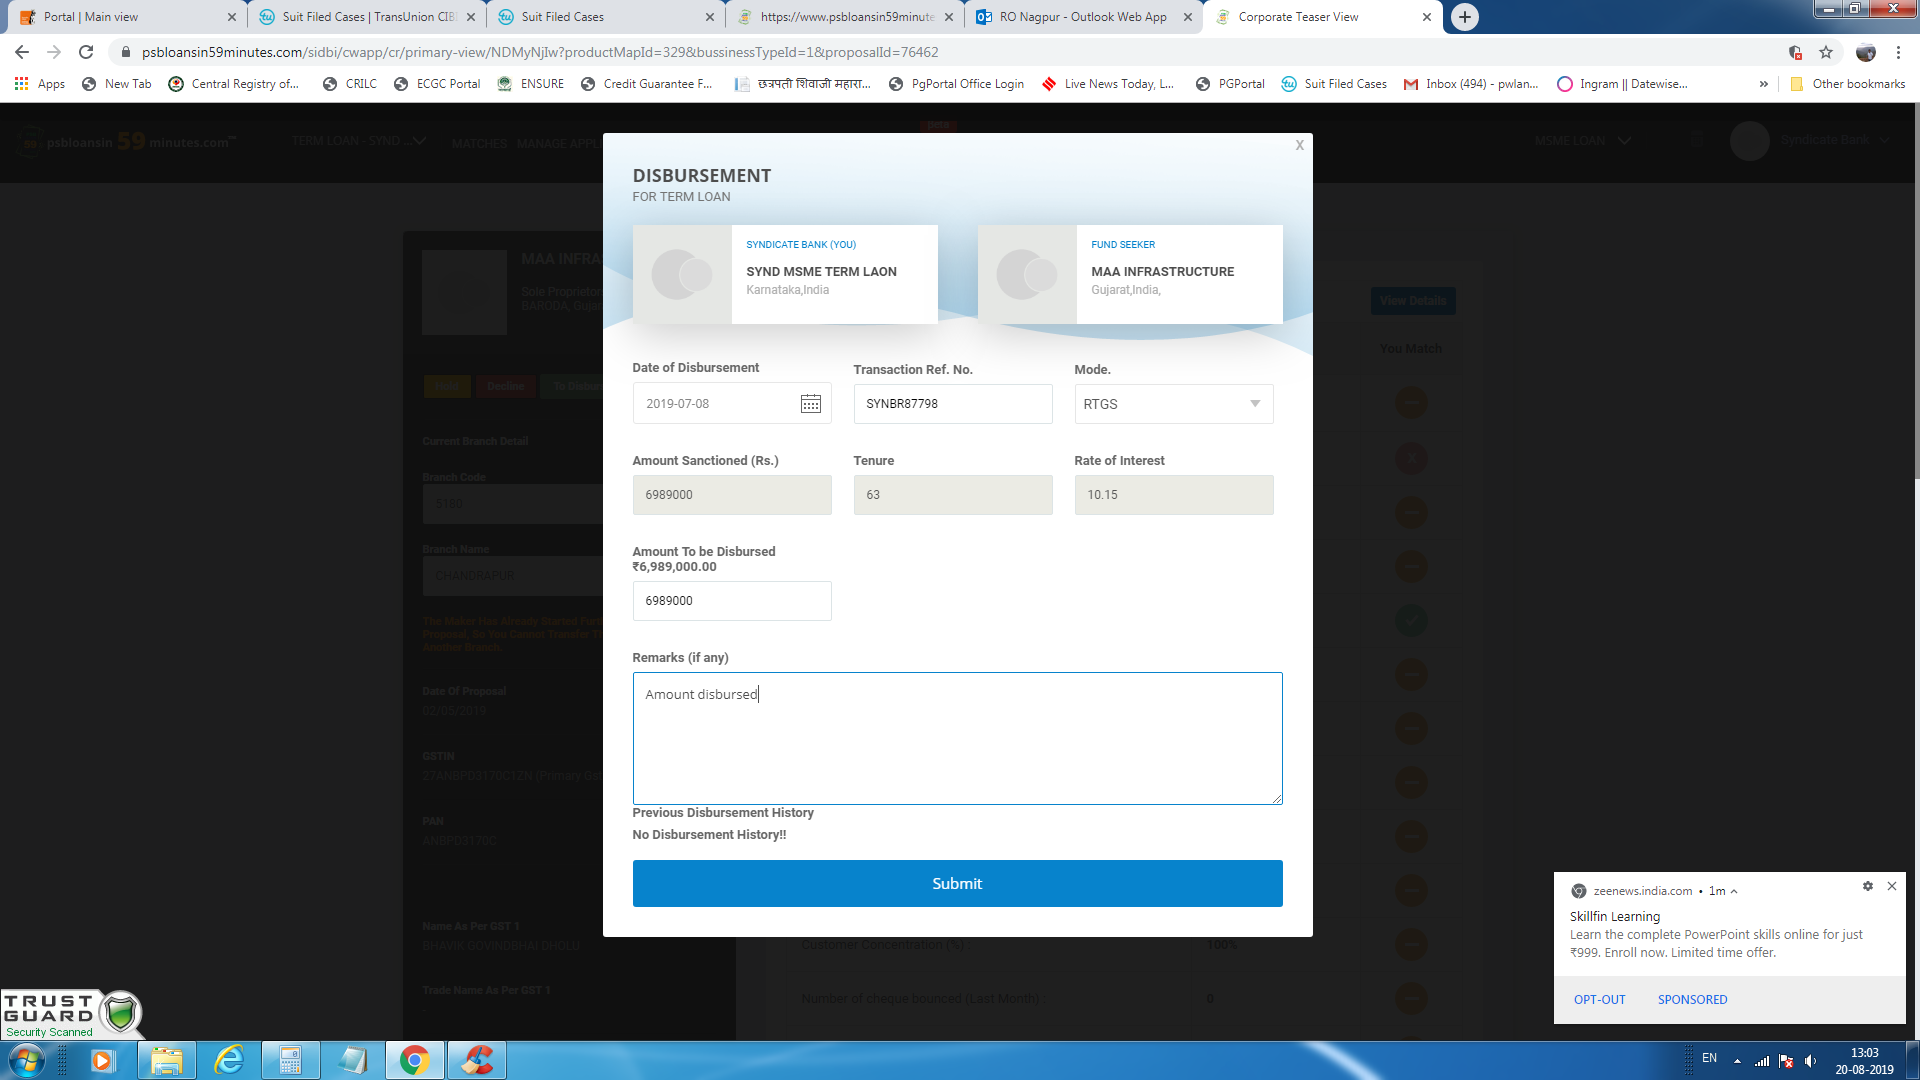 Portal | Main view
Suit Filed Cases | TransUnion CIBI
Suit Filed Cases
https://www.psbloansin59minute
RO Nagpur - Outlook Web App
Corporate Teaser View
psbloansin59minutes.com/sidbi/cwapp/cr/primary-view/NDMyNjIw?productMapId=329&bussinessTypeId=1&proposalId=76462
Apps
New Tab
Central Registry of...
CRILC
ECGC Portal
ENSURE
Credit Guarantee F...
छत्रपती शिवाजी महारा...
PgPortal Office Login
Live News Today, L...
PGPortal
Suit Filed Cases
Inbox (494) - pwlan...
Ingram || Datewise...
»
Other bookmarks
beta
psbloansin 59 minutes.com™
TERM LOAN - SYND ...
MATCHES
MANAGE APPLI
MSME LOAN
Syndicate Bank
X
DISBURSEMENT
FOR TERM LOAN
SYNDICATE BANK (YOU)
SYND MSME TERM LAON
Karnataka,India
FUND SEEKER
MAA INFRASTRUCTURE
Gujarat,India,
MAA INFRA
Sole Proprietors
BARODA, Gujar
View Details
You Match
Hold
Decline
To Disburs
Date of Disbursement
2019-07-08
Transaction Ref. No.
SYNBR87798
Mode.
RTGS
Amount Sanctioned (Rs.)
6989000
Tenure
63
Rate of Interest
10.15
Amount To be Disbursed
₹6,989,000.00
6989000
Remarks (if any)
Amount disbursed
Previous Disbursement History
No Disbursement History!!
Submit
Current Branch Detail
Branch Code
5180
Branch Name
CHANDRAPUR
The Maker Has Already Started Furt
Proposal, So You Cannot Transfer Th
Another Branch.
Date Of Proposal
02/05/2019
GSTIN
27ANBPD3170C1ZN (Primary Ost
PAN
ANBPD3170C
Name As Per GST 1
BHAVIK GOVINDBHAI DHOLU
Trade Name As Per GST 1
Customer Concentration (%) :
100%
Number of cheque bounced (Last Month) :
0
zeenews.india.com • 1m
Skillfin Learning
Learn the complete PowerPoint skills online for just
₹999. Enroll now. Limited time offer.
OPT-OUT
SPONSORED
TRUST
GUARD
Security Scanned
EN
13:03
20-08-2019